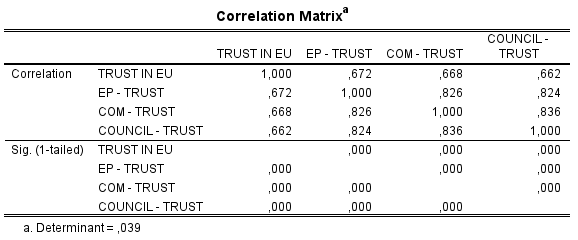 Correlation Matrixa
COUNCIL -
TRUST IN EU EP - TRUST COM - TRUST TRUST
Correlation TRUST IN EU 1,000 ,672 ,668 ,662
EP - TRUST ,672 1,000 ,826 ,824
COM - TRUST ,668 ,826 1,000 ,836
COUNCIL - TRUST ,662 ,824 ,836 1,000
Sig. (1-tailed) TRUST IN EU ,000 ,000 ,000
EP - TRUST ,000 ,000 ,000
COM - TRUST ,000 ,000 ,000
COUNCIL - TRUST ,000 ,000 ,000
a. Determinant = ,039